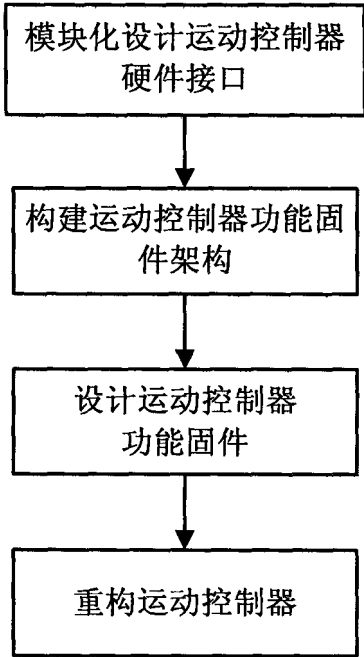 模块化设计运动控制器
硬件接口
构建运动控制器功能固
件架构
设计运动控制器
功能固件
重构运动控制器